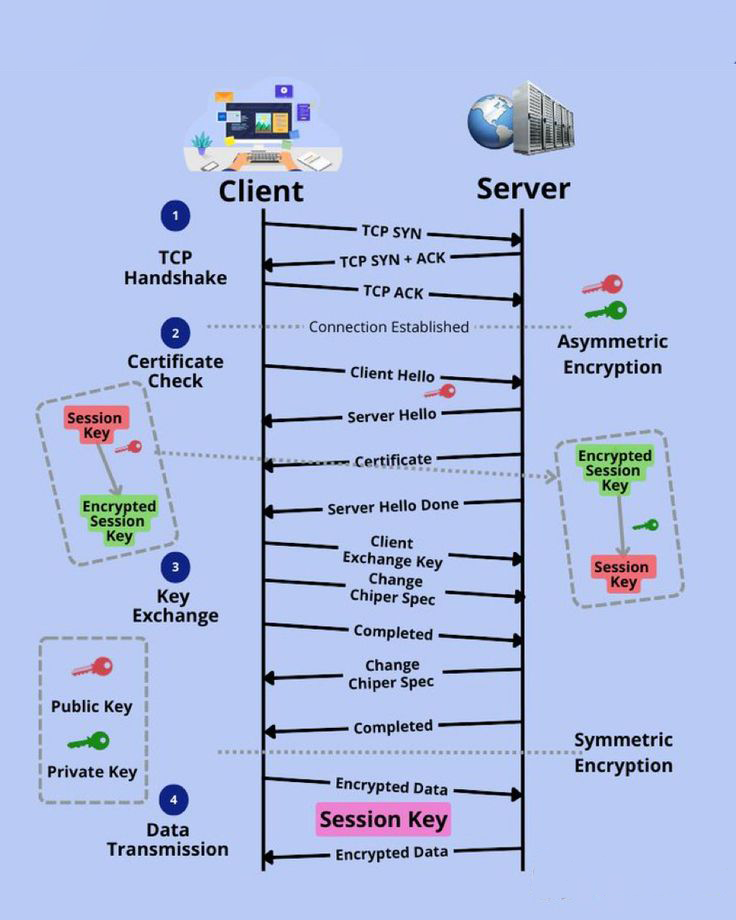 Client
Server
1
TCP
Handshake
TCP SYN
TCP SYN + ACK
TCP ACK
Connection Established
Asymmetric
Encryption
2
Certificate
Check
Client Hello
Server Hello
Certificate
Server Hello Done
Session
Key
Encrypted
Session
Key
Encrypted
Session
Key
Session
Key
3
Key
Exchange
Client
Exchange Key
Change
Chiper Spec
Completed
Change
Chiper Spec
Completed
Public Key
Private Key
Symmetric
Encryption
4
Data
Transmission
Encrypted Data
Session Key
Encrypted Data